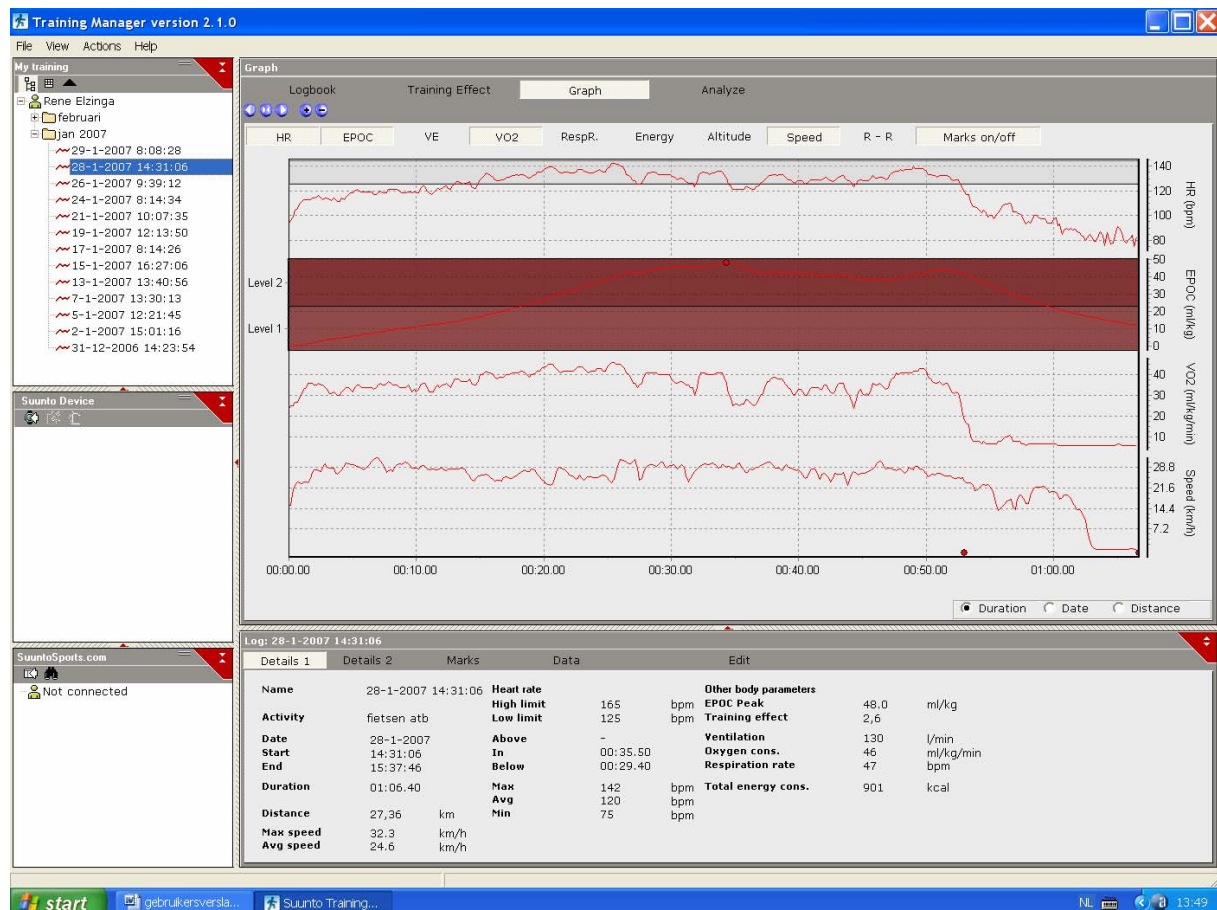 Training Manager version 2.1.0
File View Actions Help
My training
Rene Elzinga
februari
jan 2007
29-1-2007 8:08:28
28-1-2007 14:31:06
26-1-2007 9:39:12
24-1-2007 8:14:34
21-1-2007 10:07:35
19-1-2007 12:13:50
17-1-2007 8:14:26
15-1-2007 16:27:06
13-1-2007 13:40:56
7-1-2007 13:30:13
5-1-2007 12:21:45
2-1-2007 15:01:16
31-12-2006 14:23:54
Suunto Device
SuuntoSports.com
Not connected
Graph
Logbook Training Effect Graph Analyze
HR EPOC VE VO2 RespR. Energy Altitude Speed R - R Marks on/off
140
120
100
80
HR (bpm)
Level 2
Level 1
50
40
30
20
10
0
EPOC (ml/kg)
40
30
20
10
VO2 (ml/kg/min)
28.8
21.6
14.4
7.2
Speed (km/h)
00:00.00 00:10.00 00:20.00 00:30.00 00:40.00 00:50.00 01:00.00
Duration Date Distance
Log: 28-1-2007 14:31:06
Details 1 Details 2 Marks Data Edit
Name 28-1-2007 14:31:06
Activity fietsen atb
Date 28-1-2007
Start 14:31:06
End 15:37:46
Duration 01:06.40
Distance 27,36 km
Max speed 32.3 km/h
Avg speed 24.6 km/h
Heart rate
High limit 165 bpm
Low limit 125 bpm
Above -
In 00:35.50
Below 00:29.40
Max 142 bpm
Avg 120 bpm
Min 75 bpm
Other body parameters
EPOC Peak 48.0 ml/kg
Training effect 2,6
Ventilation 130 l/min
Oxygen cons. 46 ml/kg/min
Respiration rate 47 bpm
Total energy cons. 901 kcal
start gebruikersversla... Suunto Training... NL 13:49